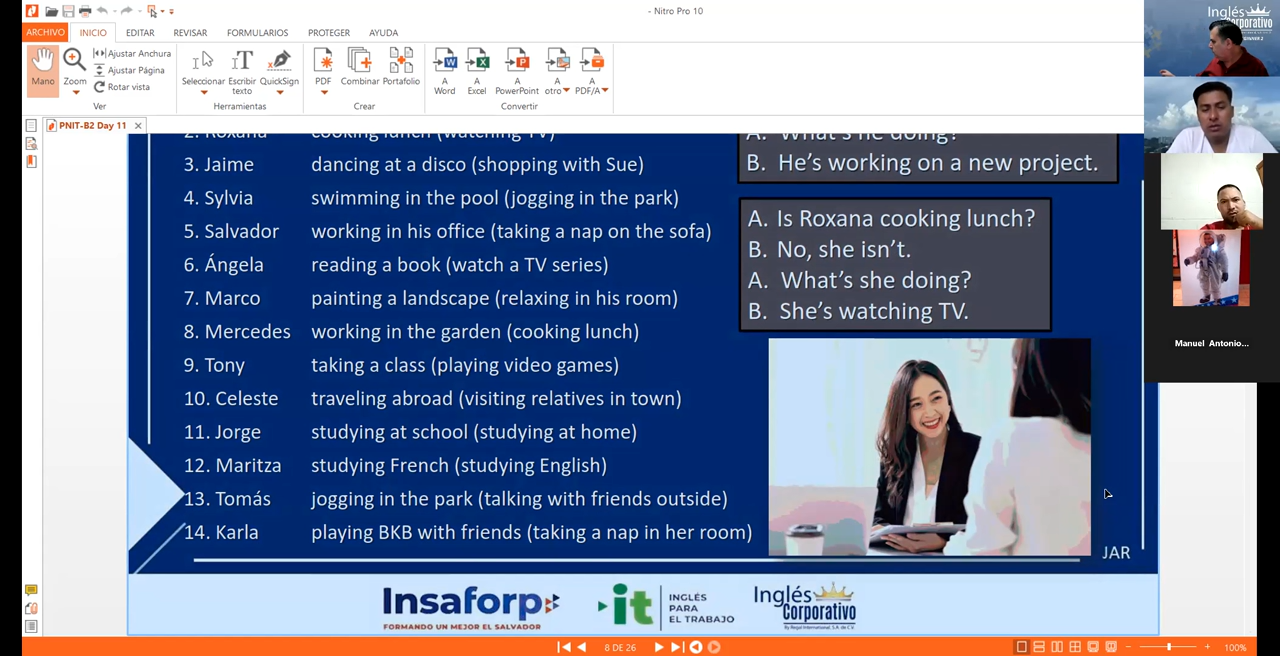 - Nitro Pro 10
ARCHIVO INICIO EDITAR REVISAR FORMULARIOS PROTEGER AYUDA
Mano
Zoom
Ajustar Anchura
Ajustar Página
Rotar vista
Ver
Seleccionar
Escribir texto
QuickSign
Herramientas
PDF
Combinar
Portafolio
Crear
A Word
A Excel
A PowerPoint
A otro
A PDF/A
Convertir
PNIT-B2 Day 11
2. Roxana cooking lunch (watching TV)
3. Jaime dancing at a disco (shopping with Sue)
4. Sylvia swimming in the pool (jogging in the park)
5. Salvador working in his office (taking a nap on the sofa)
6. Ángela reading a book (watch a TV series)
7. Marco painting a landscape (relaxing in his room)
8. Mercedes working in the garden (cooking lunch)
9. Tony taking a class (playing video games)
10. Celeste traveling abroad (visiting relatives in town)
11. Jorge studying at school (studying at home)
12. Maritza studying French (studying English)
13. Tomás jogging in the park (talking with friends outside)
14. Karla playing BKB with friends (taking a nap in her room)
A. What's he doing?
B. He's working on a new project.
A. Is Roxana cooking lunch?
B. No, she isn't.
A. What's she doing?
B. She's watching TV.
JAR
Insaforp
FORMANDO UN MEJOR EL SALVADOR
it
INGLÉS
PARA
EL TRABAJO
Inglés
Corporativo
8 DE 26
100%
Inglés
Corporativo
Manuel Antonio...